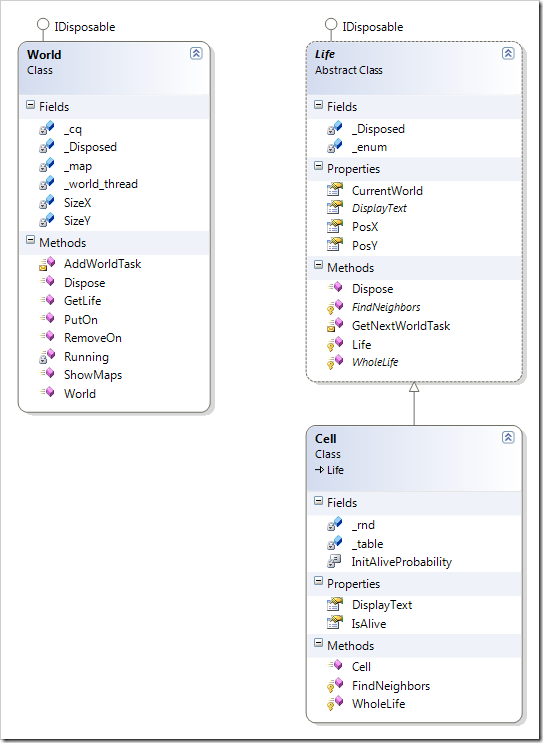 IDisposable
World
Class
Fields
_cq
_Disposed
_map
_world_thread
SizeX
SizeY
Methods
AddWorldTask
Dispose
GetLife
PutOn
RemoveOn
Running
ShowMaps
World
IDisposable
Life
Abstract Class
Fields
_Disposed
_enum
Properties
CurrentWorld
DisplayText
PosX
PosY
Methods
Dispose
FindNeighbors
GetNextWorldTask
Life
WholeLife
Cell
Class
Life
Fields
_rnd
_table
InitAliveProbability
Properties
DisplayText
IsAlive
Methods
Cell
FindNeighbors
WholeLife